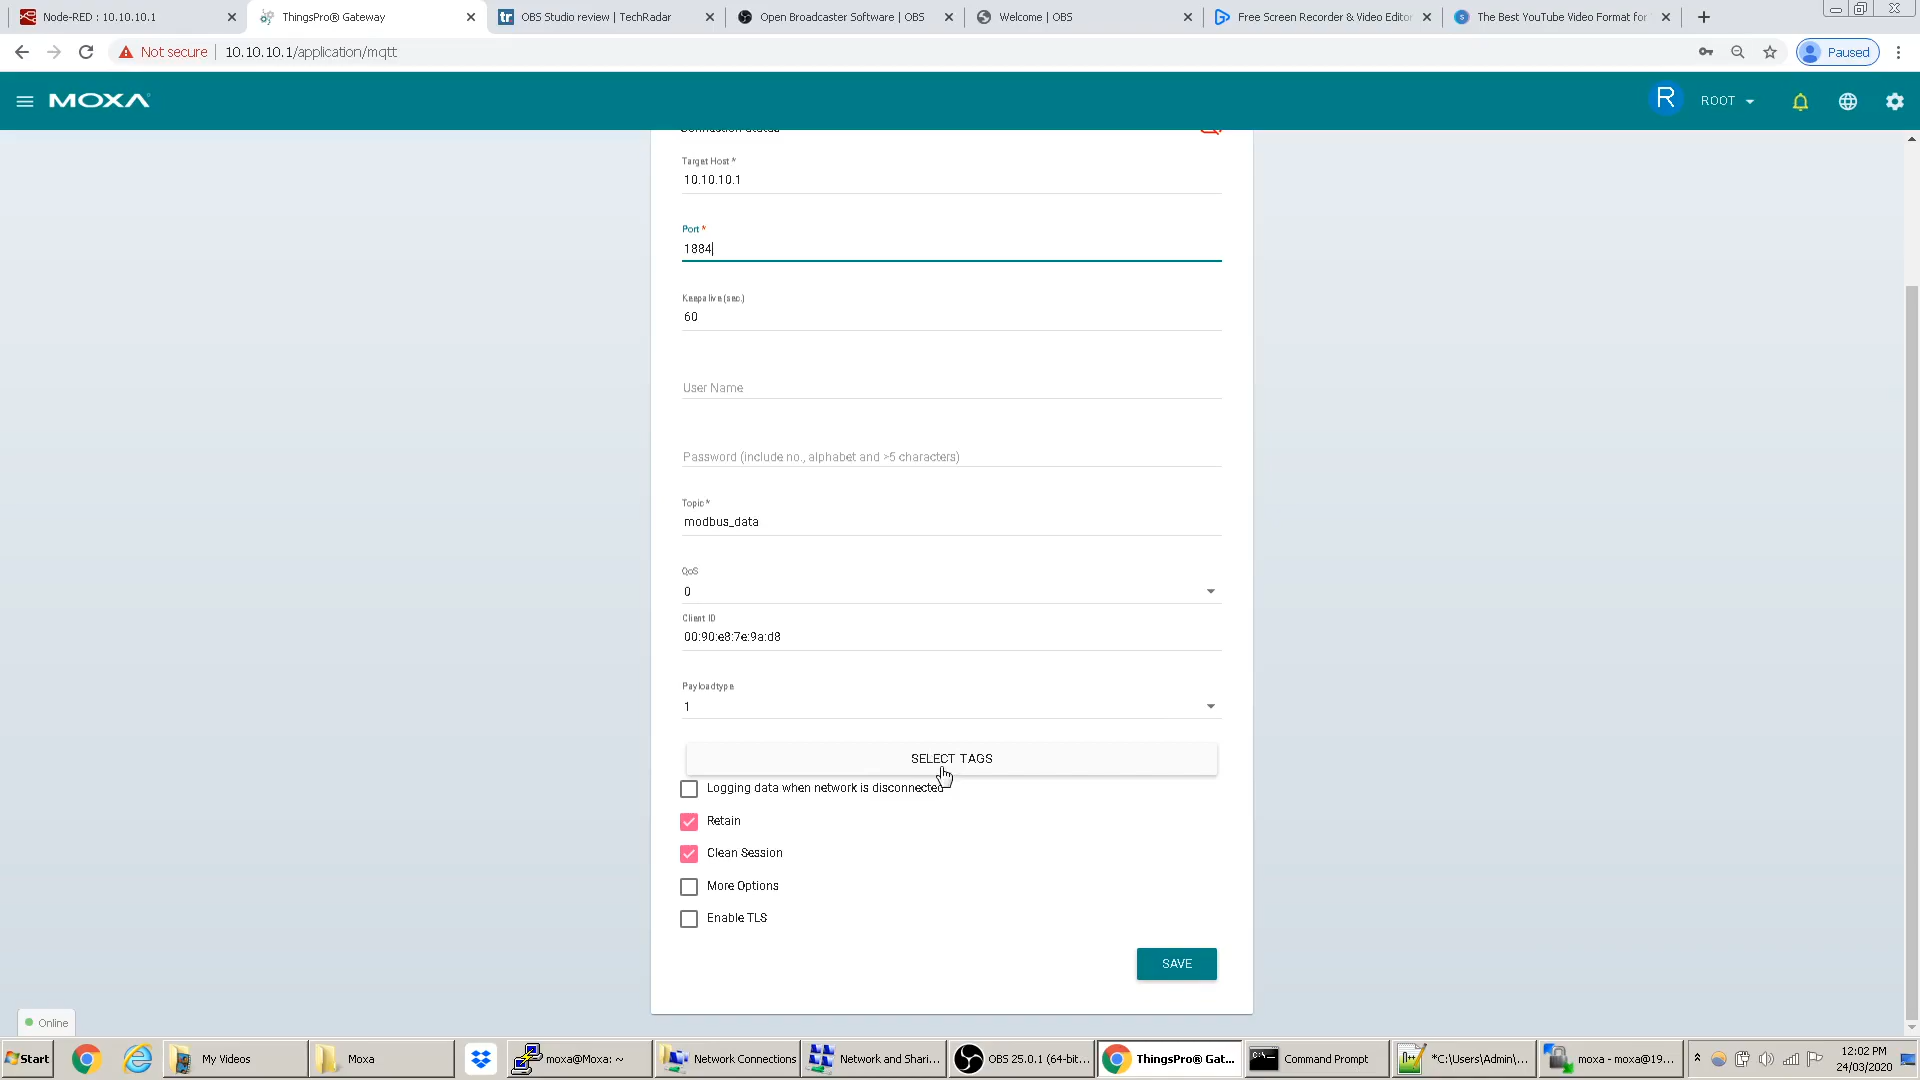 Node-RED : 10.10.10.1
ThingsPro® Gateway
OBS Studio review | TechRadar
Open Broadcaster Software | OBS
Welcome | OBS
Free Screen Recorder & Video Editor
The Best YouTube Video Format for
Not secure
10.10.10.1/application/mqtt
Paused
MOXA
R
ROOT
Target Host *
10.10.10.1
Port *
1884
Keepalive (sec.)
60
User Name
Password (include no., alphabet and >5 characters)
Topic *
modbus_data
QoS
0
Client ID
00:90:e8:7e:9a:d8
Payload type
1
SELECT TAGS
Logging data when network is disconnected
Retain
Clean Session
More Options
Enable TLS
SAVE
Online
Start
My Videos
Moxa
moxa@Moxa: ~
Network Connections
Network and Shari...
OBS 25.0.1 (64-bit...
ThingsPro® Gat...
Command Prompt
*C:\Users\Admin\...
moxa - moxa@19...
12:02 PM
24/03/2020